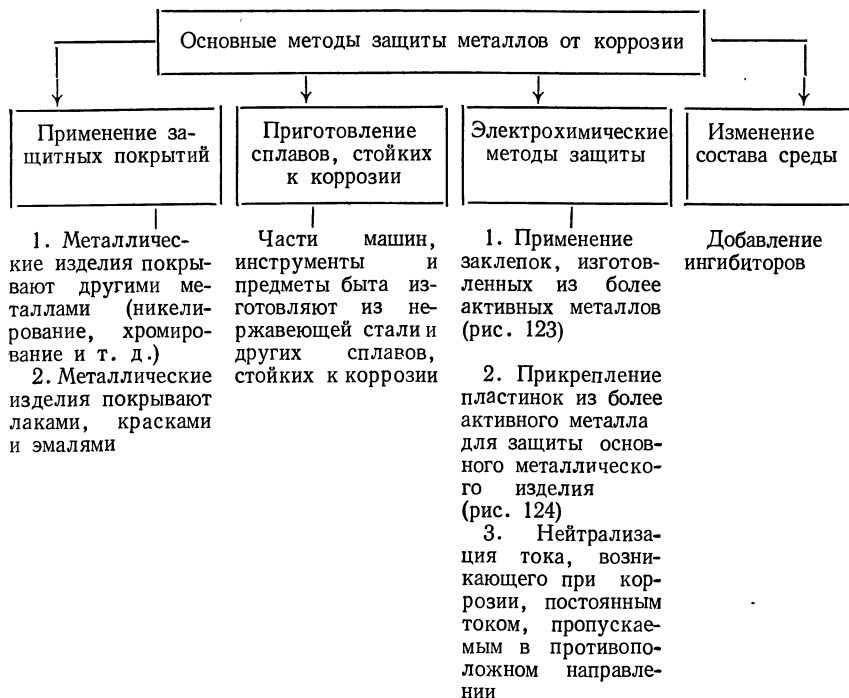 Основные методы защиты металлов от коррозии
Применение за-
щитных покрытий
Приготовление
сплавов, стойких
к коррозии
Электрохимические
методы защиты
Изменение
состава среды
1. Металличес-
кие изделия покры-
вают другими ме-
таллами (никели-
рование, хромиро-
вание и т. д.)
2. Металлические
изделия покрывают
лаками, красками
и эмалями
Части машин,
инструменты и
предметы быта из-
готовляют из не-
ржавеющей стали и
других сплавов,
стойких к коррозии
1. Применение
заклепок, изготов-
ленных из более
активных металлов
(рис. 123)
2. Прикрепление
пластинок из более
активного металла
для защиты основ-
ного металлическо-
го изделия
(рис. 124)
3. Нейтрализа-
ция тока, возни-
кающего при кор-
розии, постоянным
током, пропускае-
мым в противопо-
ложном направле-
нии
Добавление
ингибиторов